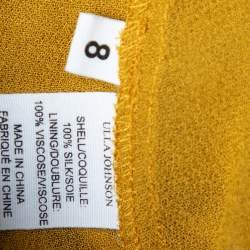 8
ULLA JOHNSON
SHELL/COQUILLE:
100% SILK/SOIE
LINING/DOUBLURE:
100% VISCOSE/VISCOSE
MADE IN CHINA
FABRIQUÉ EN CHINE